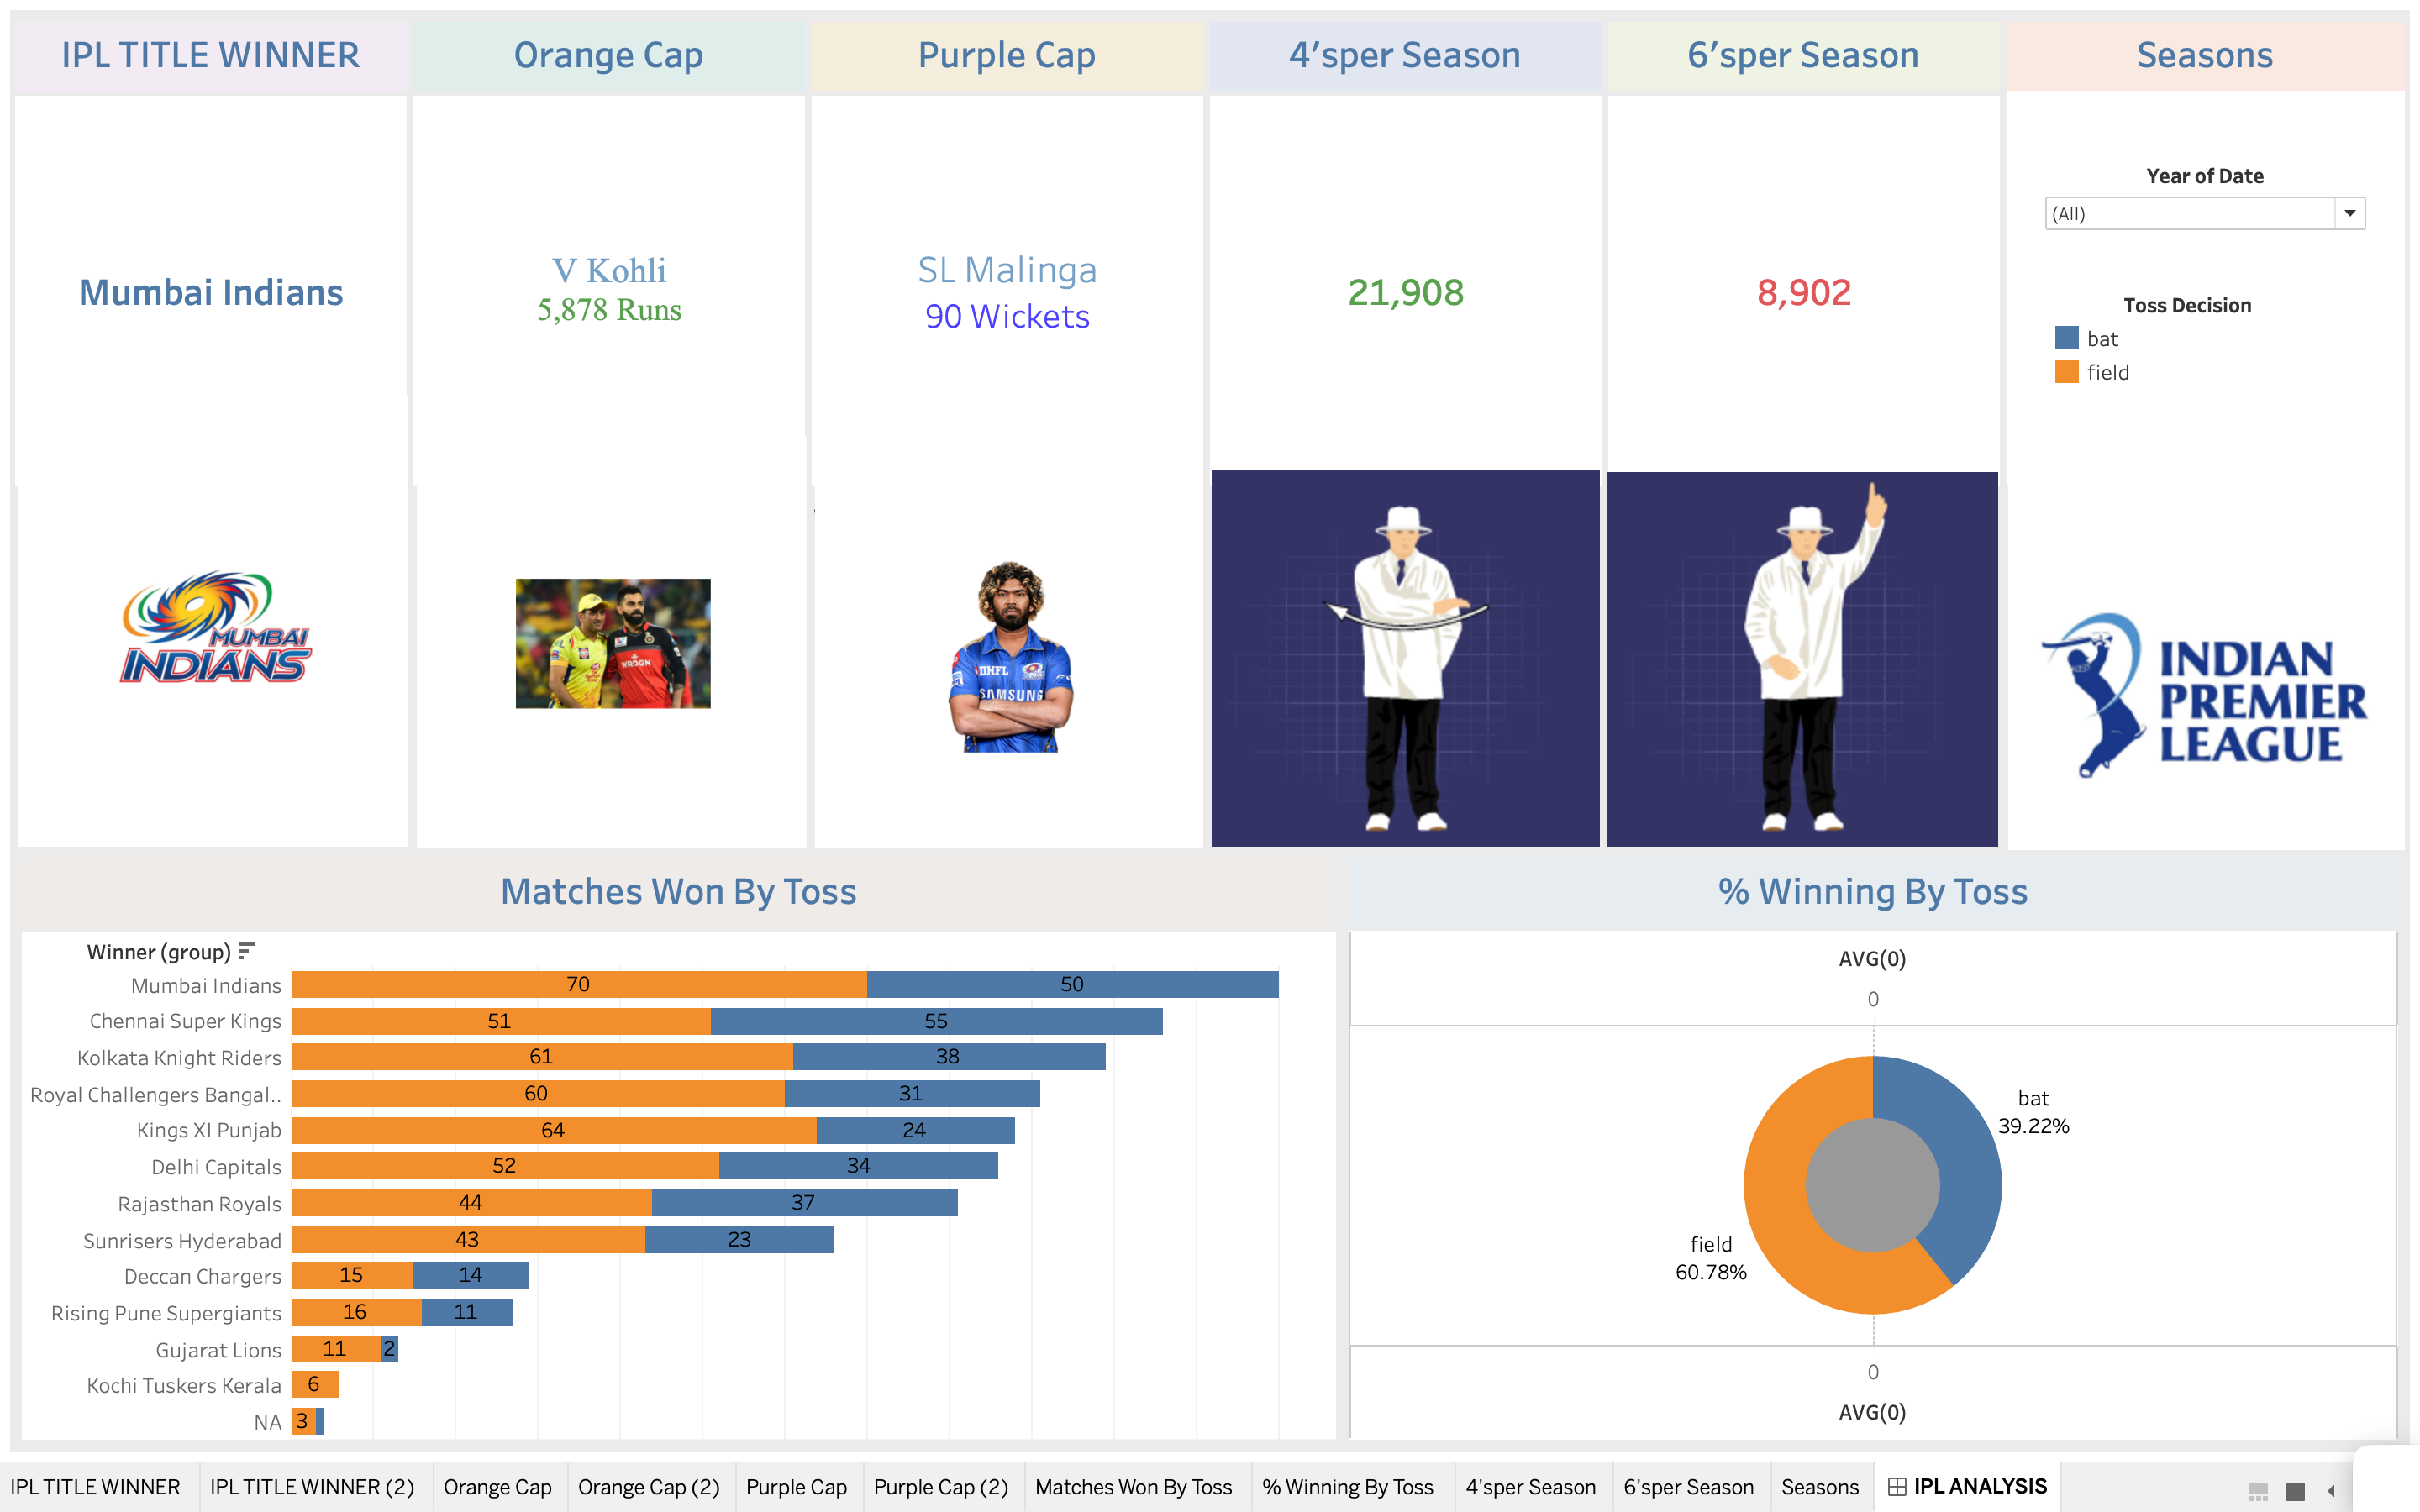 IPL TITLE WINNER
Orange Cap
Purple Cap
4'sper Season
6'sper Season
Seasons
Mumbai Indians
V Kohli
5,878 Runs
SL Malinga
90 Wickets
21,908
8,902
Year of Date
(All)
Toss Decision
bat
field
MUMBAI
INDIANS
WROGN
DHFL
SAMSUNG
INDIAN
PREMIER
LEAGUE
Matches Won By Toss
Winner (group)
Mumbai Indians 70 50
Chennai Super Kings 51 55
Kolkata Knight Riders 61 38
Royal Challengers Bangal.. 60 31
Kings XI Punjab 64 24
Delhi Capitals 52 34
Rajasthan Royals 44 37
Sunrisers Hyderabad 43 23
Deccan Chargers 15 14
Rising Pune Supergiants 16 11
Gujarat Lions 11 2
Kochi Tuskers Kerala 6
NA 3
% Winning By Toss
AVG(0)
0
bat
39.22%
field
60.78%
0
AVG(0)
IPL TITLE WINNER IPL TITLE WINNER (2) Orange Cap Orange Cap (2) Purple Cap Purple Cap (2) Matches Won By Toss % Winning By Toss 4'sper Season 6'sper Season Seasons IPL ANALYSIS